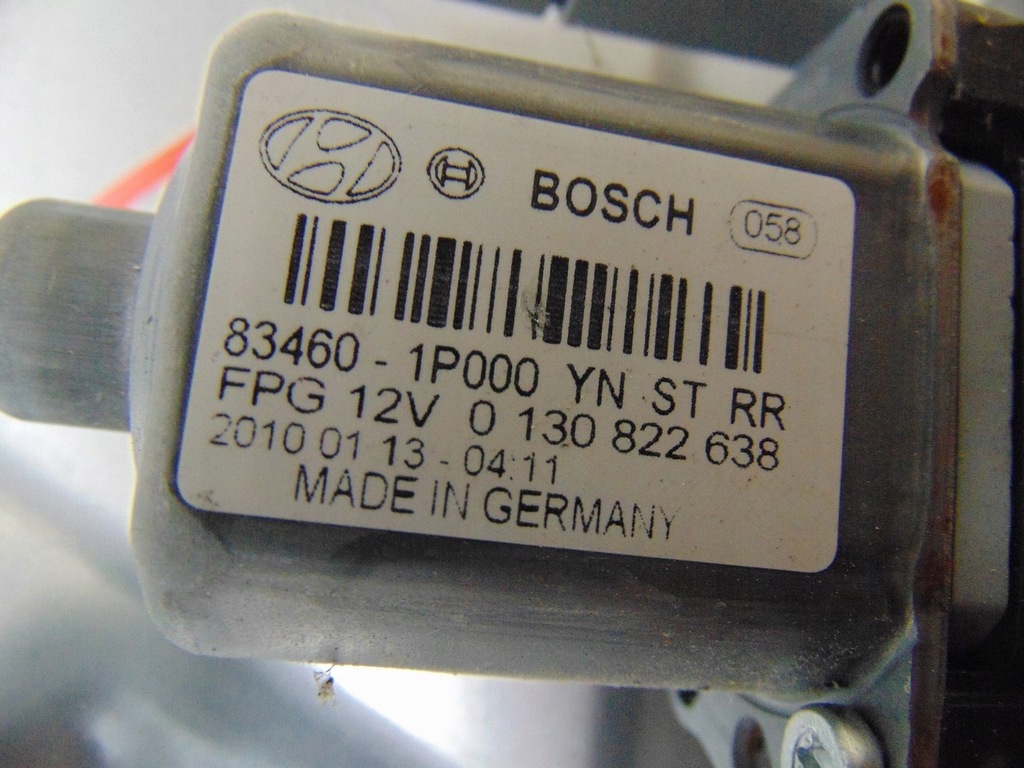 BOSCH 058
83460 - 1P000 YN ST RR
FPG 12V 0 130 822 638
2010 01 13 - 04:11
MADE IN GERMANY